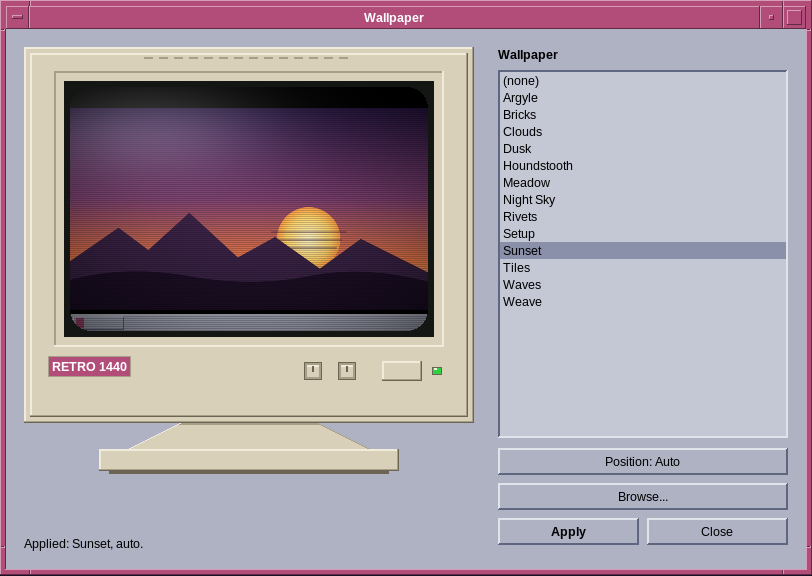 Wallpaper
Wallpaper
(none)
Argyle
Bricks
Clouds
Dusk
Houndstooth
Meadow
Night Sky
Rivets
Setup
Sunset
Tiles
Waves
Weave
RETRO 1440
Position: Auto
Browse...
Apply
Close
Applied: Sunset, auto.